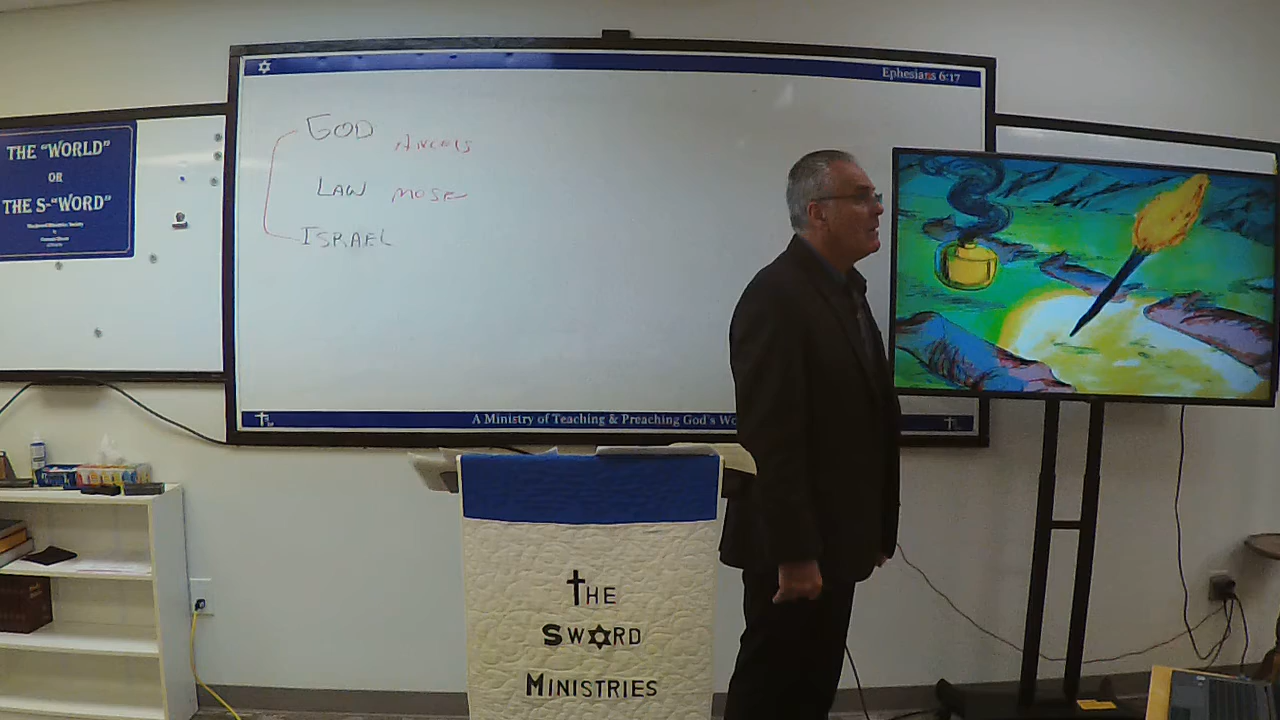 THE "WORLD"
OR
THE S-"WORD"
Ephesians 6:17
GOD
ANGELS
LAW MOSE
ISRAEL
A Ministry of Teaching & Preaching God's Wo
THE
SWORD
MINISTRIES